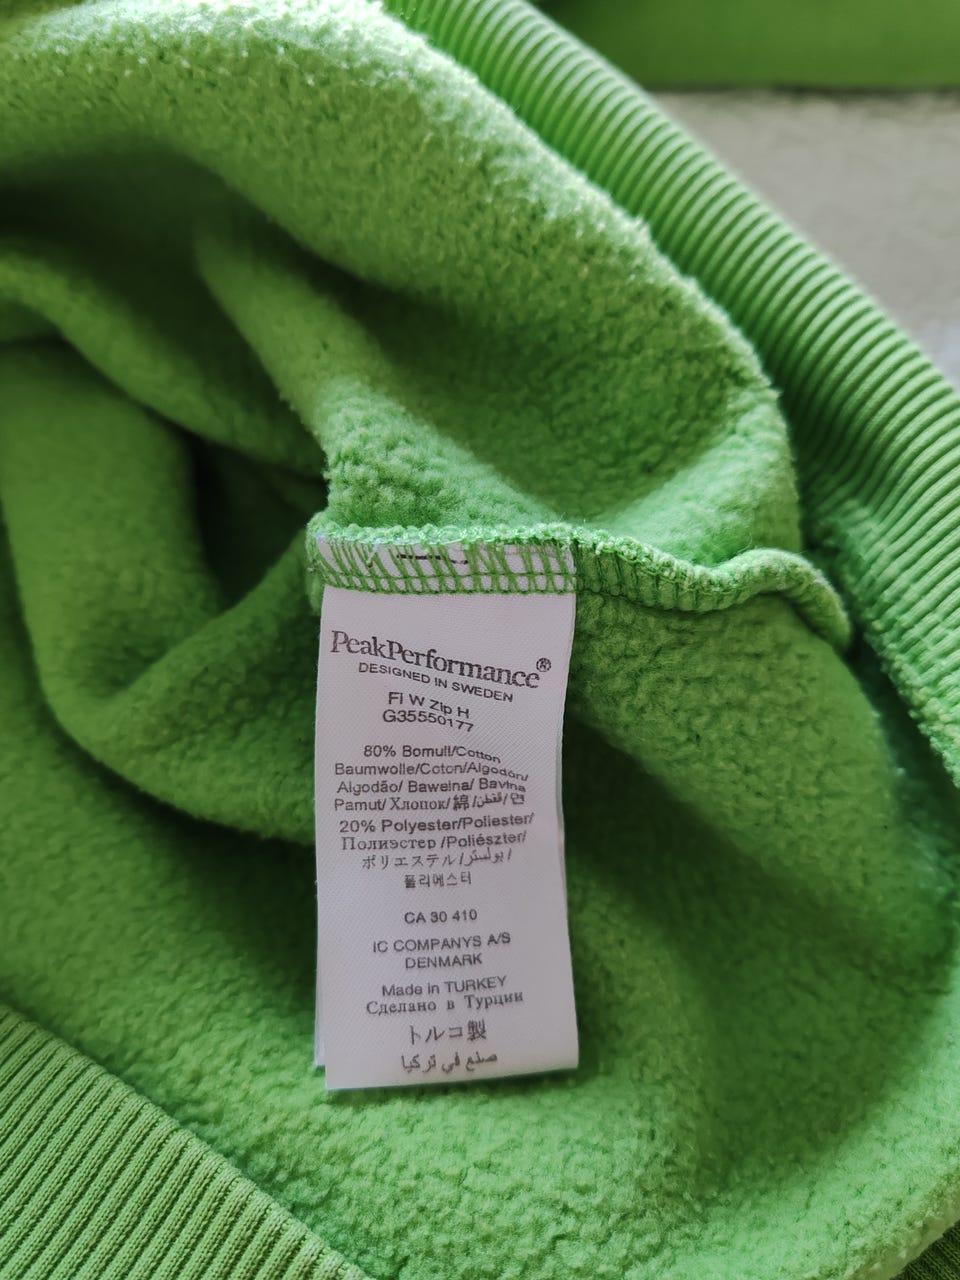 PeakPerformance®
DESIGNED IN SWEDEN
Fi W Zip H
G35550177
80% Bomull/Cotton
Baumwolle/Coton/Algodón/
Algodão/ Baweina/ Bavlna
Pamut/ Хлопок/ 綿/قطن/면
20% Polyester/Poliester/
Полиэстер /Poliészter/
ポリエステル/بوليستر/
폴리에스터
CA 30 410
IC COMPANYS A/S
DENMARK
Made in TURKEY
Сделано в Турции
トルコ製
صنع في تركيا